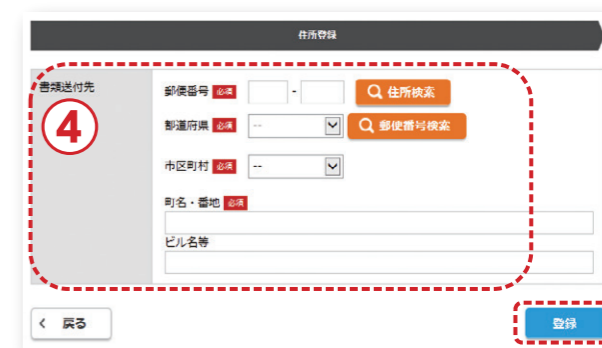 住所登録
書類送付先
④
郵便番号 必須 - 住所検索
都道府県 必須 -- 郵便番号検索
市区町村 必須 --
町名・番地 必須
ビル名等
< 戻る
登録